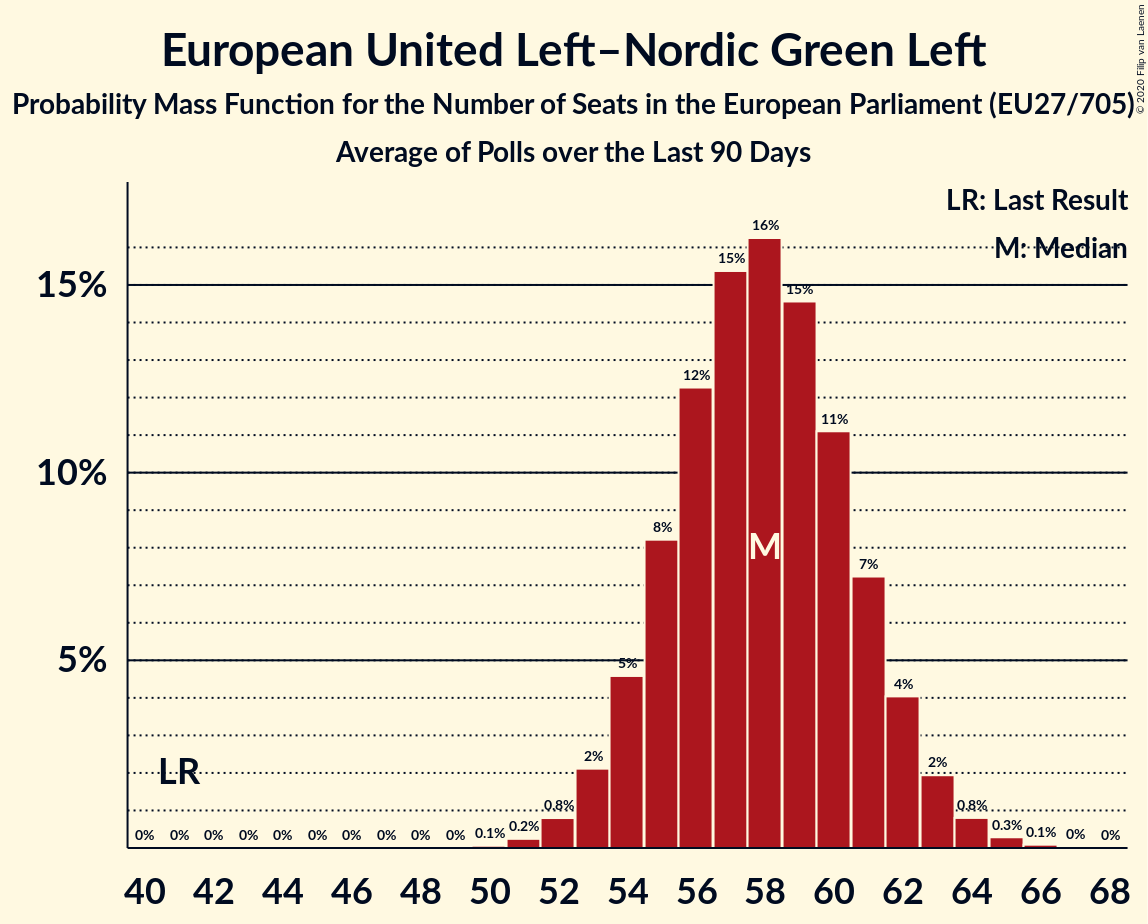 European United Left–Nordic Green Left
Probability Mass Function for the Number of Seats in the European Parliament (EU27/705)
Average of Polls over the Last 90 Days
© 2020 Filip van Laenen
LR: Last Result
M: Median
15%
10%
5%
0% 0% 0% 0% 0% 0% 0% 0% 0% 0% 0.1% 0.2% 0.8% 2% 5% 8% 12% 15% 16% 15% 11% 7% 4% 2% 0.8% 0.3% 0.1% 0% 0%
LR
M
40 42 44 46 48 50 52 54 56 58 60 62 64 66 68